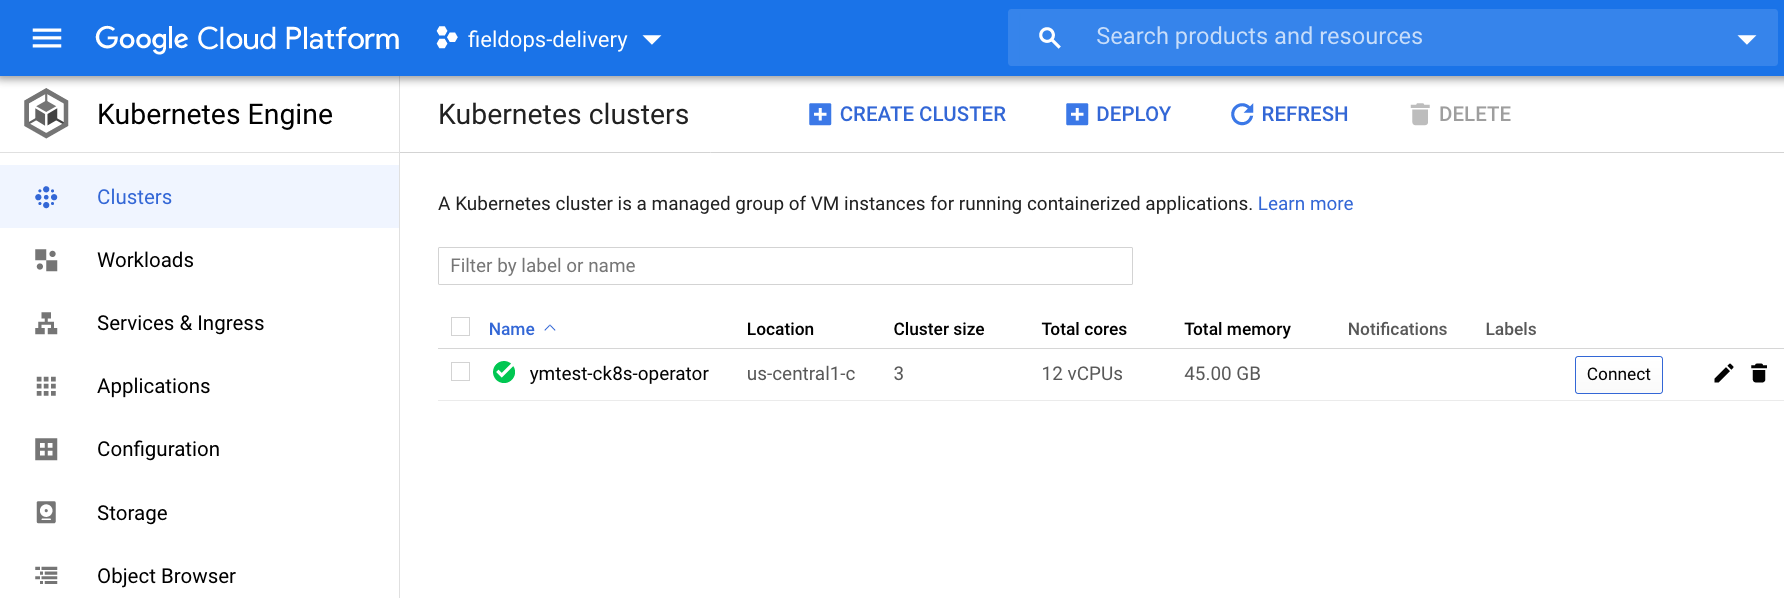 Google Cloud Platform
fieldops-delivery
Search products and resources
Kubernetes Engine
Clusters
Workloads
Services & Ingress
Applications
Configuration
Storage
Object Browser
Kubernetes clusters
CREATE CLUSTER DEPLOY REFRESH DELETE
A Kubernetes cluster is a managed group of VM instances for running containerized applications. Learn more
Filter by label or name
Name Location Cluster size Total cores Total memory Notifications Labels
ymtest-ck8s-operator us-central1-c 3 12 vCPUs 45.00 GB Connect